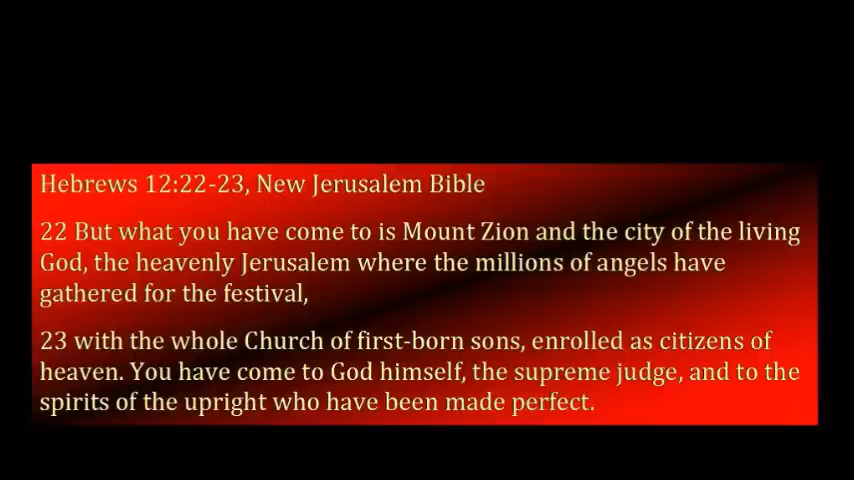 Hebrews 12:22-23, New Jerusalem Bible
22 But what you have come to is Mount Zion and the city of the living
God, the heavenly Jerusalem where the millions of angels have
gathered for the festival,
23 with the whole Church of first-born sons, enrolled as citizens of
heaven. You have come to God himself, the supreme judge, and to the
spirits of the upright who have been made perfect.